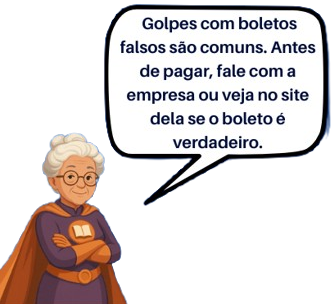 Golpes com boletos
falsos são comuns. Antes
de pagar, fale com a
empresa ou veja no site
dela se o boleto é
verdadeiro.